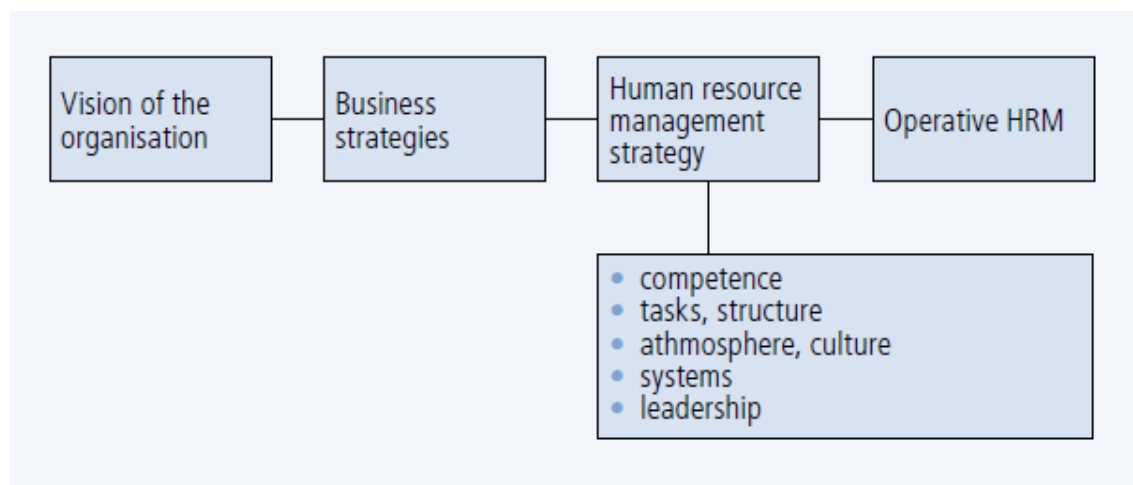 Vision of the
organisation
Business
strategies
Human resource
management
strategy
Operative HRM
• competence
• tasks, structure
• athmosphere, culture
• systems
• leadership